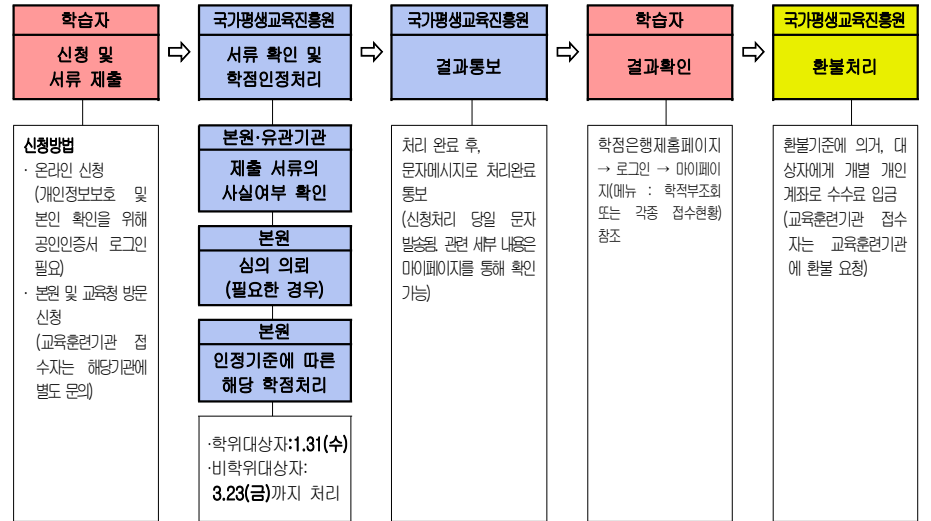 학습자
신청 및
서류 제출
신청방법
· 온라인 신청
(개인정보보호 및
본인 확인을 위해
공인인증서 로그인
필요)
· 본원 및 교육청 방문
신청
(교육훈련기관 접
수자는 해당기관에
별도 문의)
⇨
국가평생교육진흥원
서류 확인 및
학점인정처리
본원·유관기관
제출 서류의
사실여부 확인
본원
심의 의뢰
(필요한 경우)
본원
인정기준에 따른
해당 학점처리
·학위대상자:1.31(수)
·비학위대상자:
3.23(금)까지 처리
⇨
국가평생교육진흥원
결과통보
처리 완료 후,
문자메시지로 처리완료
통보
(신청처리 당일 문자
발송됨. 관련 세부 내용은
마이페이지를 통해 확인
가능)
⇨
학습자
결과확인
학점은행제홈페이지
→ 로그인 → 마이페이
지(메뉴 : 학적부조회
또는 각종 접수현황)
참조
⇨
국가평생교육진흥원
환불처리
환불기준에 의거, 대
상자에게 개별 개인
계좌로 수수료 입금
(교육훈련기관 접수
자는 교육훈련기관
에 환불 요청)